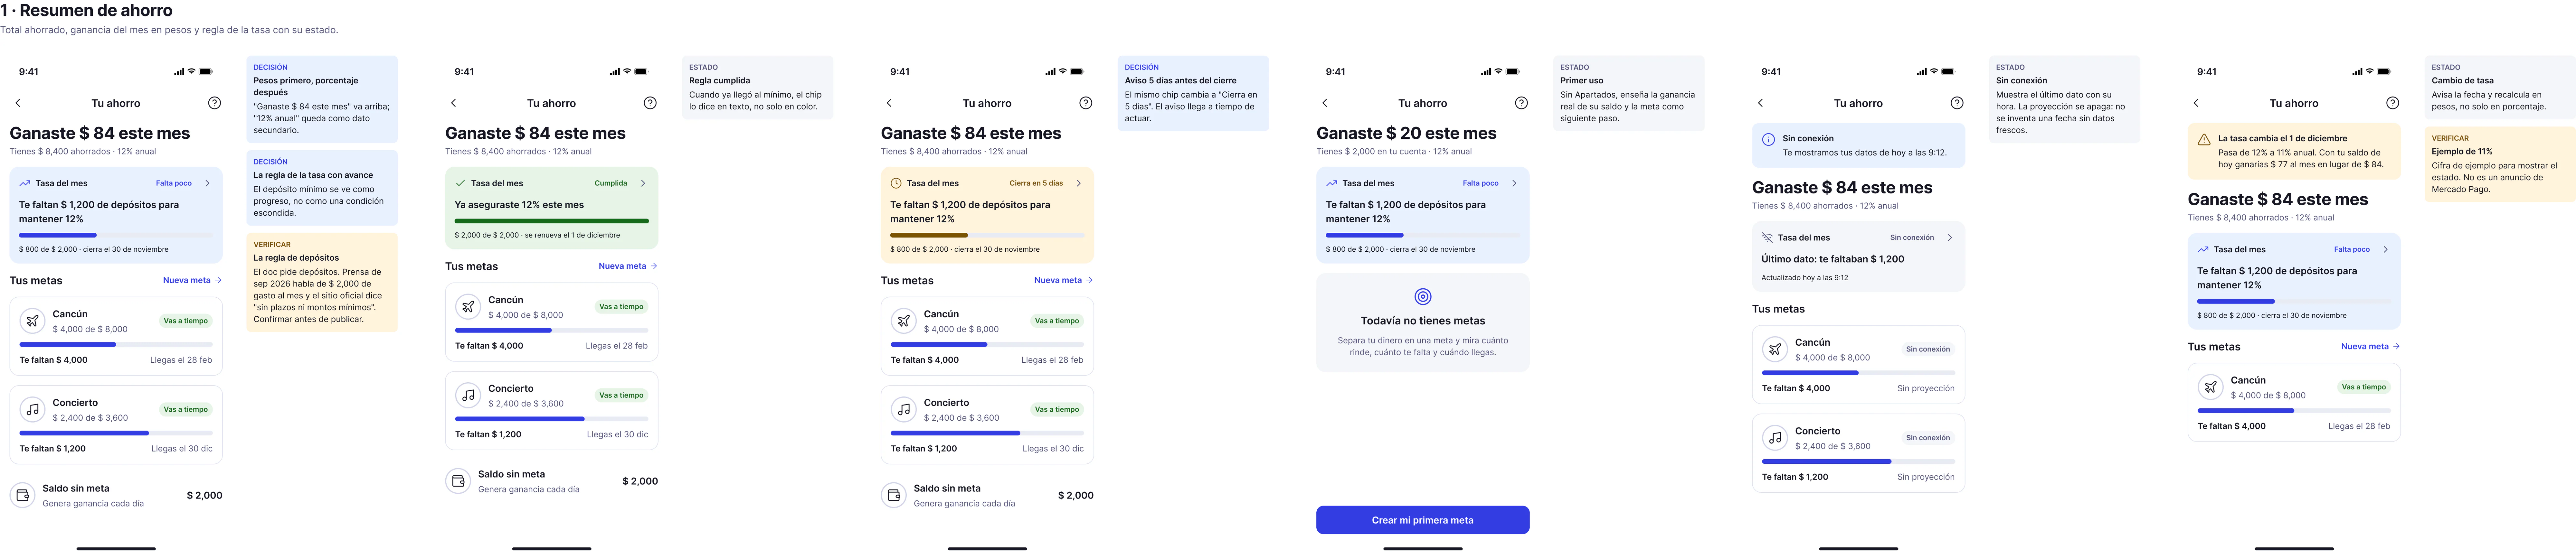 1 · Resumen de ahorro
Total ahorrado, ganancia del mes en pesos y regla de la tasa con su estado.
9:41
Tu ahorro
Ganaste $ 84 este mes
Tienes $ 8,400 ahorrados · 12% anual
Tasa del mes
Falta poco
Te faltan $ 1,200 de depósitos para
mantener 12%
$ 800 de $ 2,000 · cierra el 30 de noviembre
Tus metas
Nueva meta
Cancún
$ 4,000 de $ 8,000
Vas a tiempo
Te faltan $ 4,000
Llegas el 28 feb
Concierto
$ 2,400 de $ 3,600
Vas a tiempo
Te faltan $ 1,200
Llegas el 30 dic
Saldo sin meta
Genera ganancia cada día
$ 2,000
DECISIÓN
Pesos primero, porcentaje
después
"Ganaste $ 84 este mes" va arriba;
"12% anual" queda como dato
secundario.
DECISIÓN
La regla de la tasa con avance
El depósito mínimo se ve como
progreso, no como una condición
escondida.
VERIFICAR
La regla de depósitos
El doc pide depósitos. Prensa de
sep 2026 habla de $ 2,000 de
gasto al mes y el sitio oficial dice
"sin plazos ni montos mínimos".
Confirmar antes de publicar.
9:41
Tu ahorro
Ganaste $ 84 este mes
Tienes $ 8,400 ahorrados · 12% anual
Tasa del mes
Cumplida
Ya aseguraste 12% este mes
$ 2,000 de $ 2,000 · se renueva el 1 de diciembre
Tus metas
Nueva meta
Cancún
$ 4,000 de $ 8,000
Vas a tiempo
Te faltan $ 4,000
Llegas el 28 feb
Concierto
$ 2,400 de $ 3,600
Vas a tiempo
Te faltan $ 1,200
Llegas el 30 dic
Saldo sin meta
Genera ganancia cada día
$ 2,000
ESTADO
Regla cumplida
Cuando ya llegó al mínimo, el chip
lo dice en texto, no solo en color.
9:41
Tu ahorro
Ganaste $ 84 este mes
Tienes $ 8,400 ahorrados · 12% anual
Tasa del mes
Cierra en 5 días
Te faltan $ 1,200 de depósitos para
mantener 12%
$ 800 de $ 2,000 · cierra el 30 de noviembre
Tus metas
Nueva meta
Cancún
$ 4,000 de $ 8,000
Vas a tiempo
Te faltan $ 4,000
Llegas el 28 feb
Concierto
$ 2,400 de $ 3,600
Vas a tiempo
Te faltan $ 1,200
Llegas el 30 dic
Saldo sin meta
Genera ganancia cada día
$ 2,000
DECISIÓN
Aviso 5 días antes del cierre
El mismo chip cambia a "Cierra en
5 días". El aviso llega a tiempo de
actuar.
9:41
Tu ahorro
Ganaste $ 20 este mes
Tienes $ 2,000 en tu cuenta · 12% anual
Tasa del mes
Falta poco
Te faltan $ 1,200 de depósitos para
mantener 12%
$ 800 de $ 2,000 · cierra el 30 de noviembre
Todavía no tienes metas
Separa tu dinero en una meta y mira cuánto
rinde, cuánto te falta y cuándo llegas.
Crear mi primera meta
ESTADO
Primer uso
Sin Apartados, enseña la ganancia
real de su saldo y la meta como
siguiente paso.
9:41
Tu ahorro
Sin conexión
Te mostramos tus datos de hoy a las 9:12.
Ganaste $ 84 este mes
Tienes $ 8,400 ahorrados · 12% anual
Tasa del mes
Sin conexión
Último dato: te faltaban $ 1,200
Actualizado hoy a las 9:12
Tus metas
Cancún
$ 4,000 de $ 8,000
Sin conexión
Te faltan $ 4,000
Sin proyección
Concierto
$ 2,400 de $ 3,600
Sin conexión
Te faltan $ 1,200
Sin proyección
ESTADO
Sin conexión
Muestra el último dato con su
hora. La proyección se apaga: no
se inventa una fecha sin datos
frescos.
9:41
Tu ahorro
La tasa cambia el 1 de diciembre
Pasa de 12% a 11% anual. Con tu saldo de
hoy ganarías $ 77 al mes en lugar de $ 84.
Ganaste $ 84 este mes
Tienes $ 8,400 ahorrados · 12% anual
Tasa del mes
Falta poco
Te faltan $ 1,200 de depósitos para
mantener 12%
$ 800 de $ 2,000 · cierra el 30 de noviembre
Tus metas
Nueva meta
Cancún
$ 4,000 de $ 8,000
Vas a tiempo
Te faltan $ 4,000
Llegas el 28 feb
ESTADO
Cambio de tasa
Avisa la fecha y recalcula en
pesos, no solo en porcentaje.
VERIFICAR
Ejemplo de 11%
Cifra de ejemplo para mostrar el
estado. No es un anuncio de
Mercado Pago.